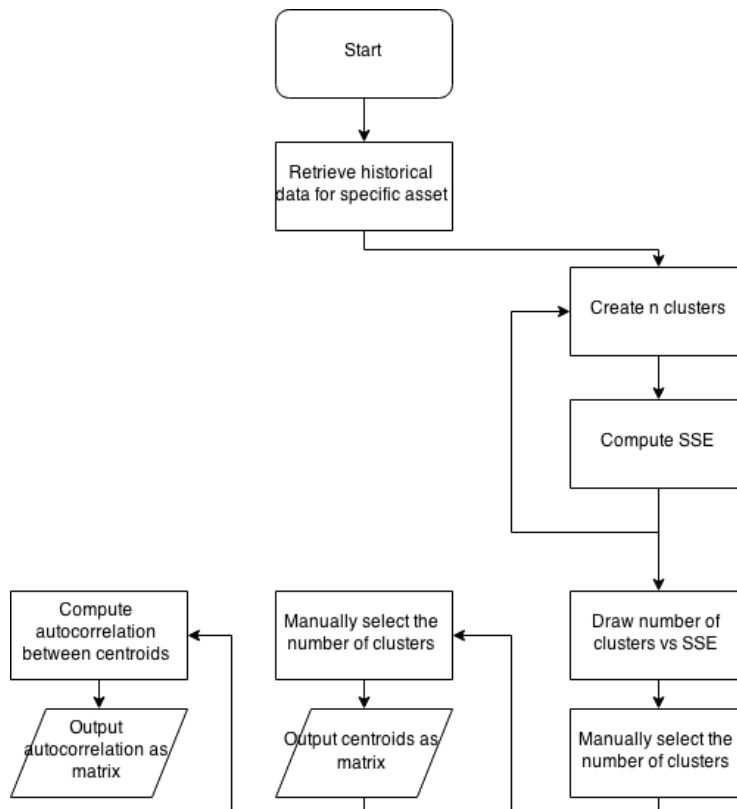 Start
Retrieve historical
data for specific asset
Create n clusters
Compute SSE
Compute
autocorrelation
between centroids
Manually select the
number of clusters
Draw number of
clusters vs SSE
Output
autocorrelation as
matrix
Output centroids as
matrix
Manually select the
number of clusters